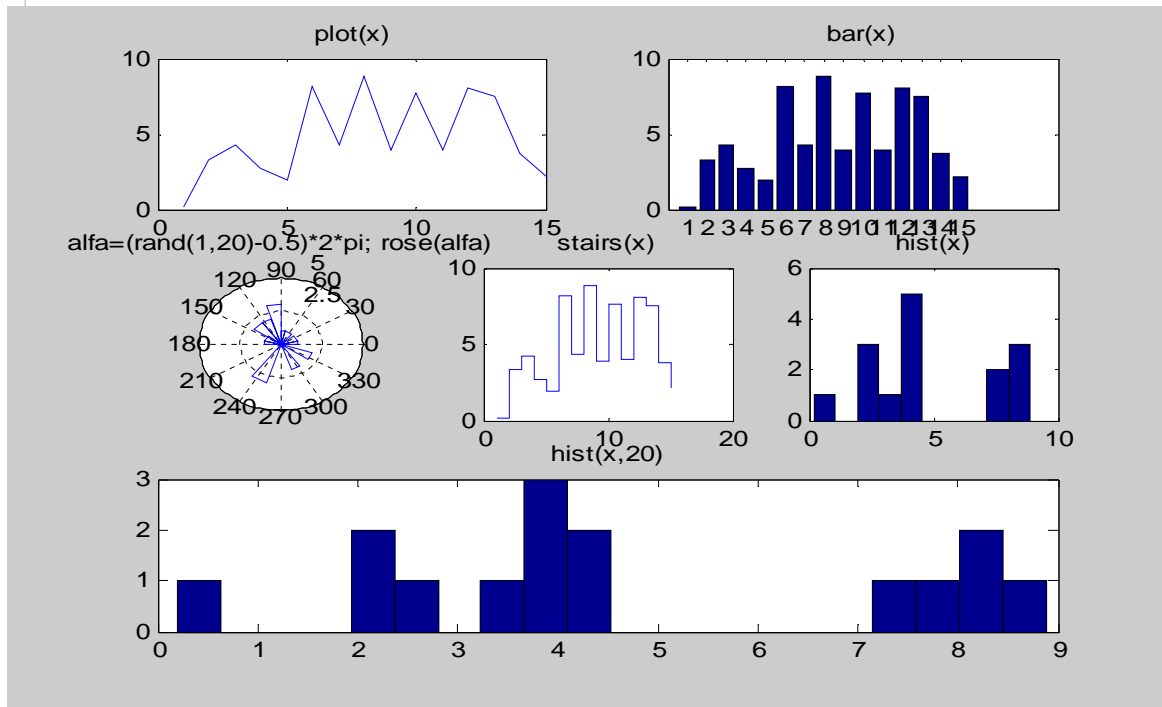 plot(x)
10
5
0
0 5 10 15
bar(x)
10
5
0
1 2 3 4 5 6 7 8 9 10 11 12 13 14 15
alfa=(rand(1,20)-0.5)*2*pi; rose(alfa)
5
2.5
90
120 60
150 30
180 0
210 330
240 300
270
stairs(x)
10
5
0
0 10 20
hist(x)
6
4
2
0
0 5 10
hist(x,20)
3
2
1
0
0 1 2 3 4 5 6 7 8 9